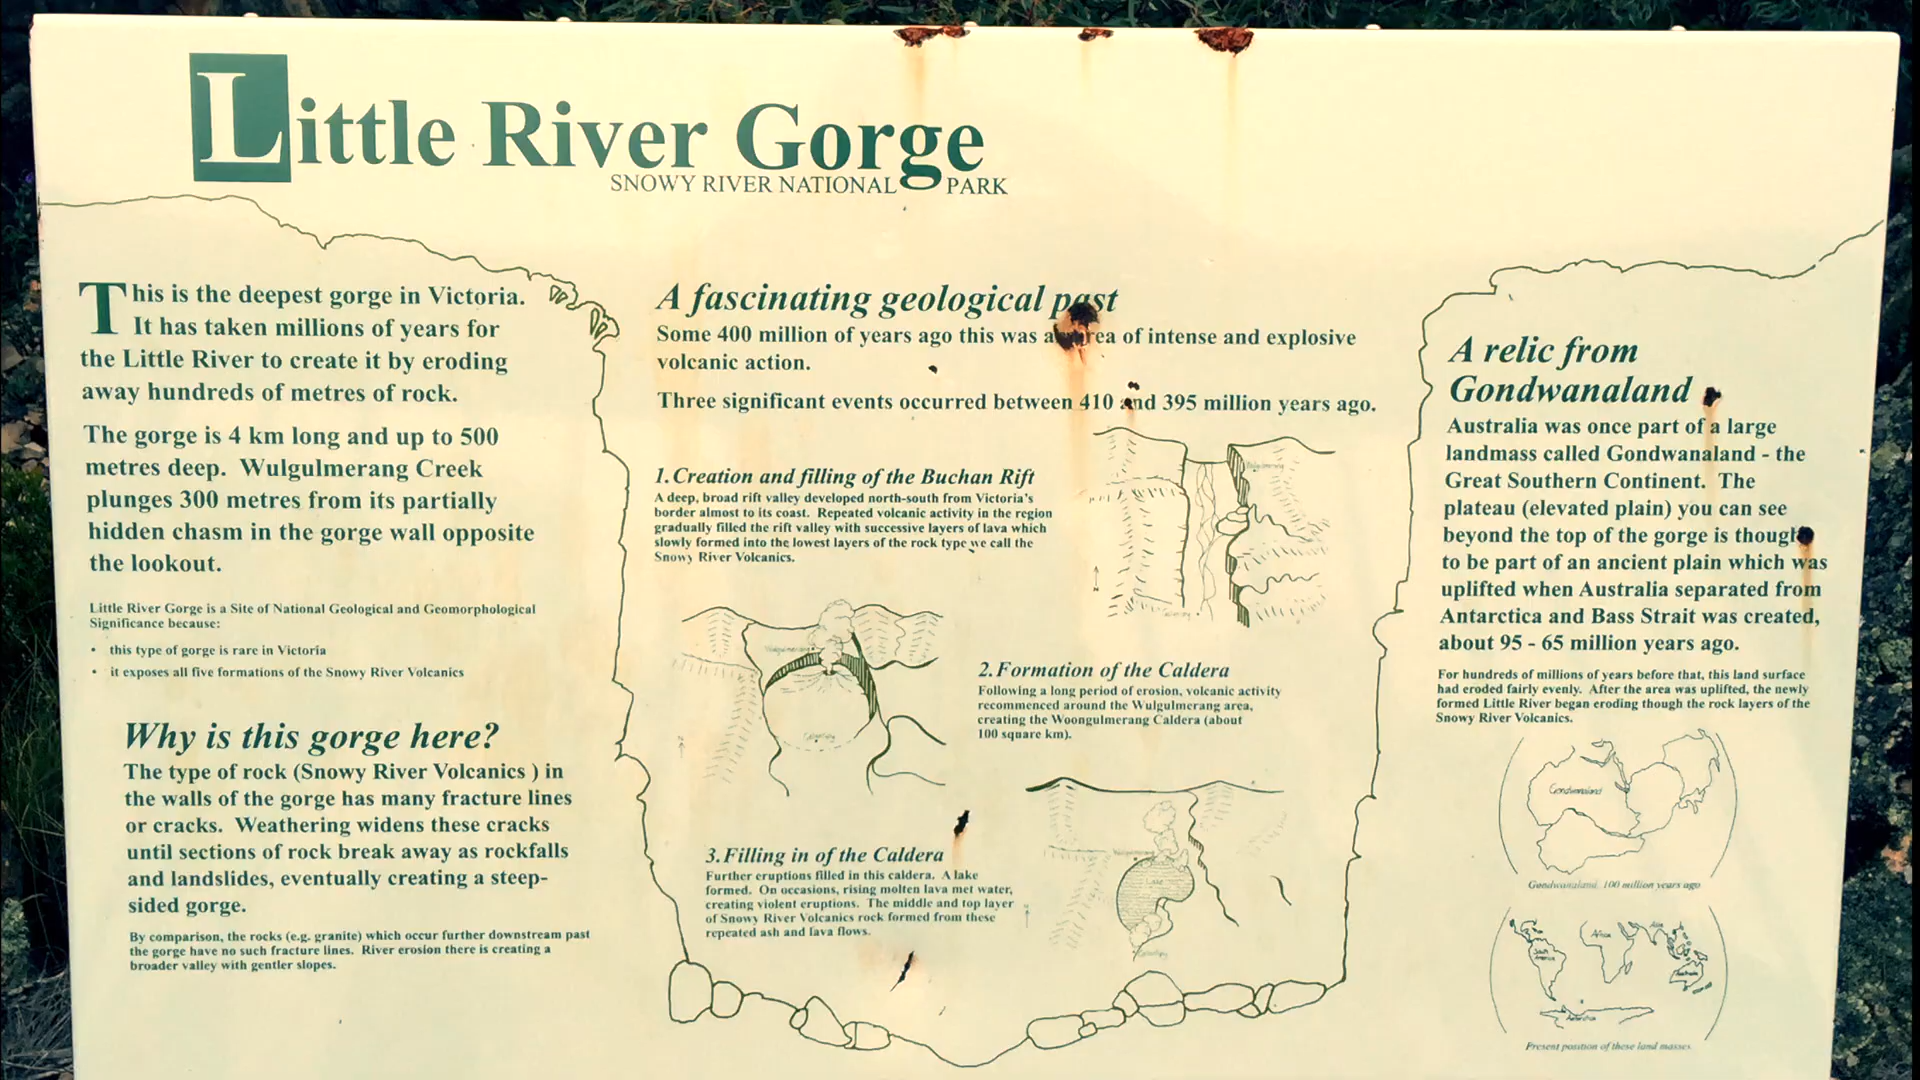 Little River Gorge
SNOWY RIVER NATIONAL PARK
This is the deepest gorge in Victoria.
It has taken millions of years for
the Little River to create it by eroding
away hundreds of metres of rock.
The gorge is 4 km long and up to 500
metres deep. Wulgulmerang Creek
plunges 300 metres from its partially
hidden chasm in the gorge wall opposite
the lookout.
Little River Gorge is a Site of National Geological and Geomorphological
Significance because:
• this type of gorge is rare in Victoria
• it exposes all five formations of the Snowy River Volcanics
Why is this gorge here?
The type of rock (Snowy River Volcanics ) in
the walls of the gorge has many fracture lines
or cracks. Weathering widens these cracks
until sections of rock break away as rockfalls
and landslides, eventually creating a steep-
sided gorge.
By comparison, the rocks (e.g. granite) which occur further downstream past
the gorge have no such fracture lines. River erosion there is creating a
broader valley with gentler slopes.
A fascinating geological past
Some 400 million of years ago this was an area of intense and explosive
volcanic action.
Three significant events occurred between 410 and 395 million years ago.
1. Creation and filling of the Buchan Rift
A deep, broad rift valley developed north-south from Victoria's
border almost to its coast. Repeated volcanic activity in the region
gradually filled the rift valley with successive layers of lava which
slowly formed into the lowest layers of the rock type we call the
Snowy River Volcanics.
2. Formation of the Caldera
Following a long period of erosion, volcanic activity
recommenced around the Wulgulmerang area,
creating the Woongulmerang Caldera (about
100 square km).
3. Filling in of the Caldera
Further eruptions filled in this caldera. A lake
formed. On occasions, rising molten lava met water,
creating violent eruptions. The middle and top layer
of Snowy River Volcanics rock formed from these
repeated ash and lava flows.
A relic from
Gondwanaland
Australia was once part of a large
landmass called Gondwanaland - the
Great Southern Continent. The
plateau (elevated plain) you can see
beyond the top of the gorge is thought
to be part of an ancient plain which was
uplifted when Australia separated from
Antarctica and Bass Strait was created,
about 95 - 65 million years ago.
For hundreds of millions of years before that, this land surface
had eroded fairly evenly. After the area was uplifted, the newly
formed Little River began eroding though the rock layers of the
Snowy River Volcanics.
Gondwanaland
Gondwanaland, 100 million years ago
Africa
Asia
South
America
Australia
Antarctica
Present position of these land masses